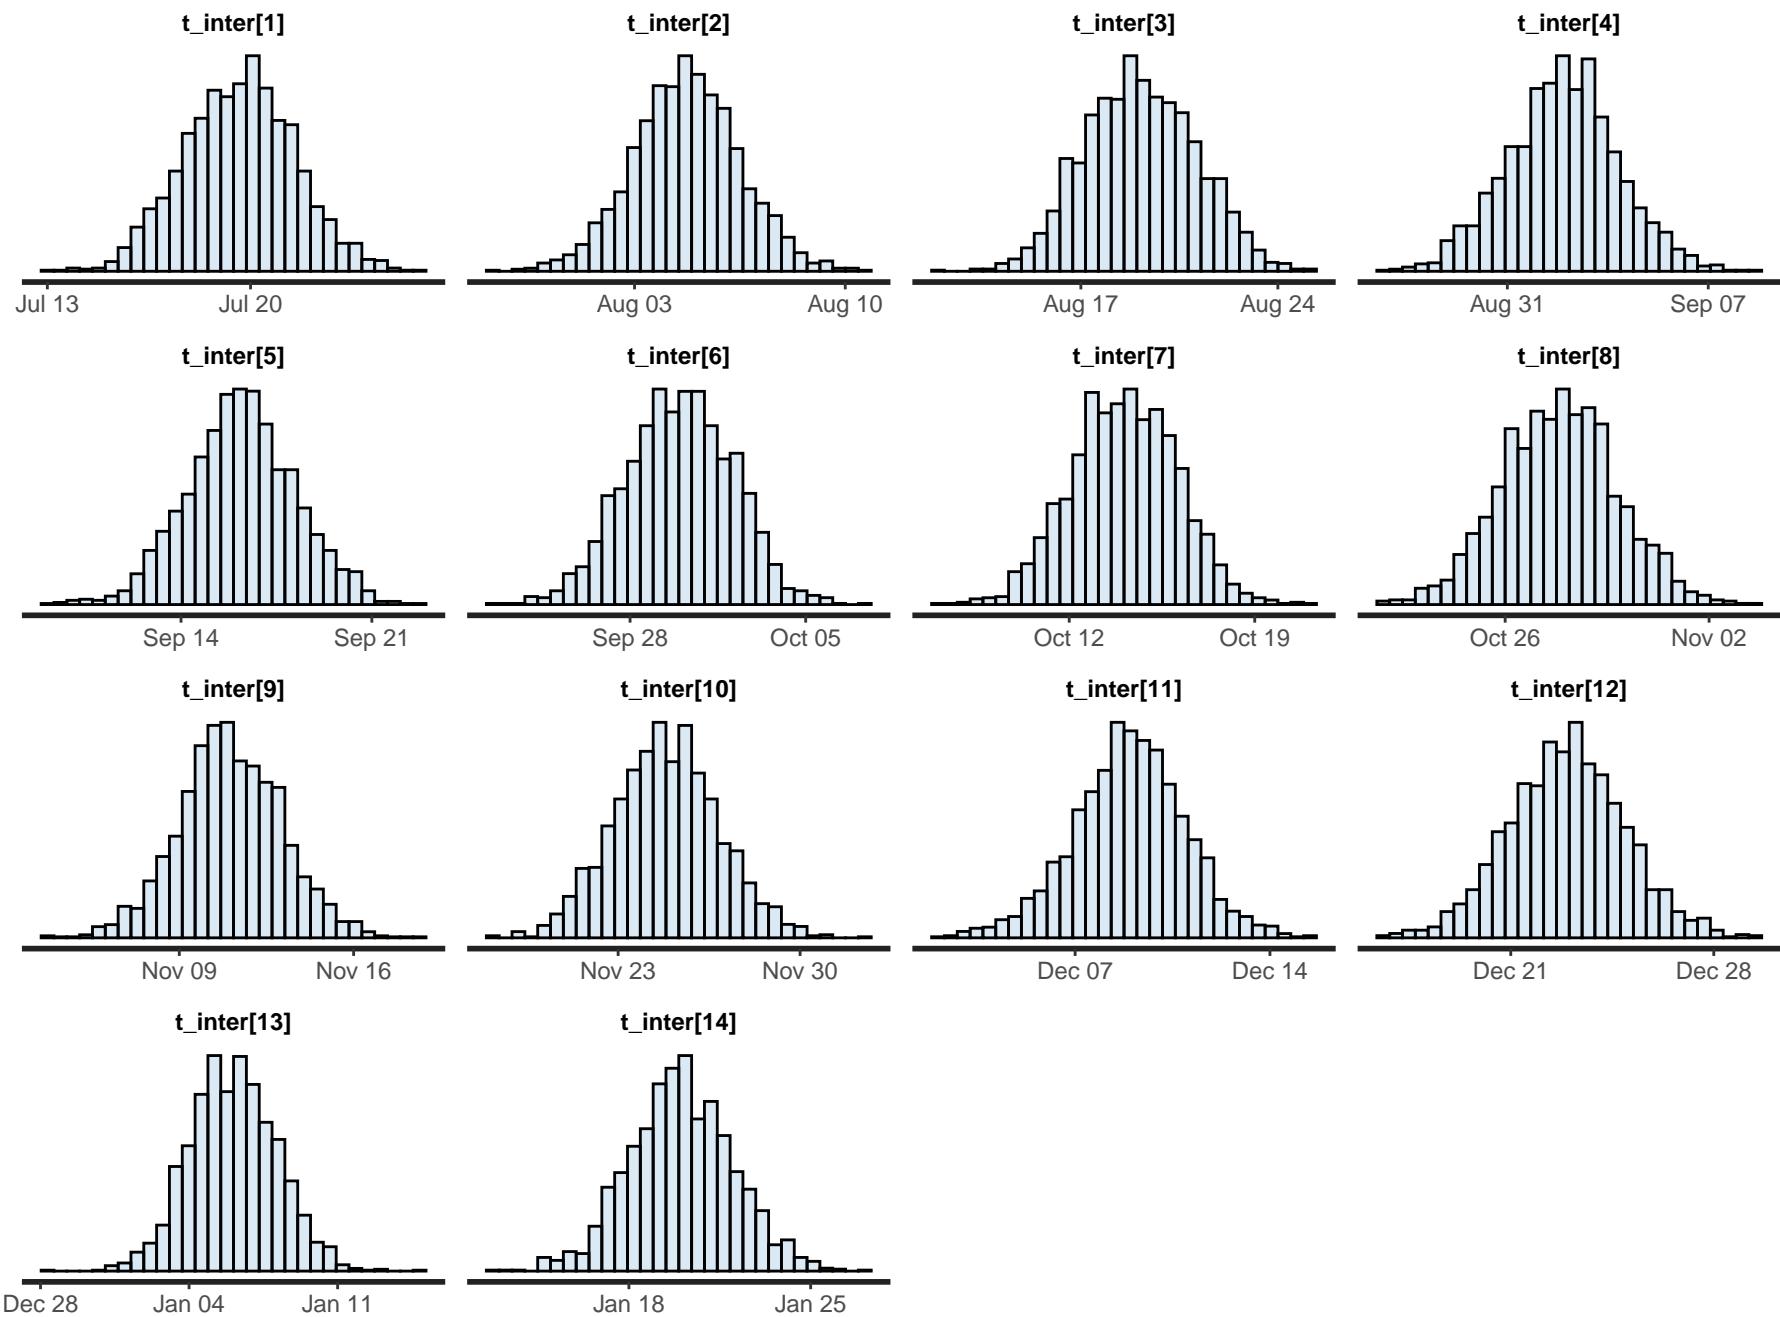 t_inter[1] t_inter[2] t_inter[3] t_inter[4]
Jul 13 Jul 20 Aug 03 Aug 10 Aug 17 Aug 24 Aug 31 Sep 07
t_inter[5] t_inter[6] t_inter[7] t_inter[8]
Sep 14 Sep 21 Sep 28 Oct 05 Oct 12 Oct 19 Oct 26 Nov 02
t_inter[9] t_inter[10] t_inter[11] t_inter[12]
Nov 09 Nov 16 Nov 23 Nov 30 Dec 07 Dec 14 Dec 21 Dec 28
t_inter[13] t_inter[14]
Dec 28 Jan 04 Jan 11 Jan 18 Jan 25